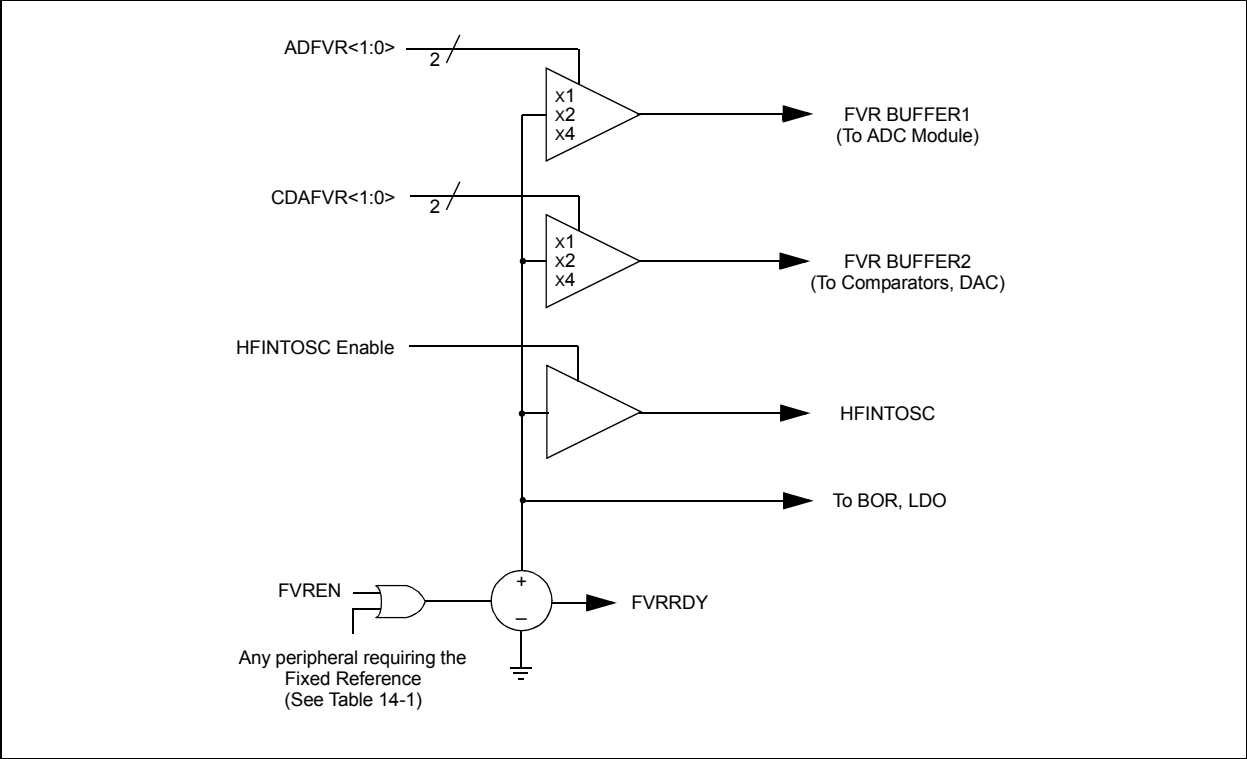 ADFVR<1:0>
2
X1
X2
X4
FVR BUFFER1
(To ADC Module)
CDAFVR<1:0>
2
X1
X2
X4
FVR BUFFER2
(To Comparators, DAC)
HFINTOSC Enable
HFINTOSC
To BOR, LDO
FVREN
+
_
FVRRDY
Any peripheral requiring the
Fixed Reference
(See Table 14-1)